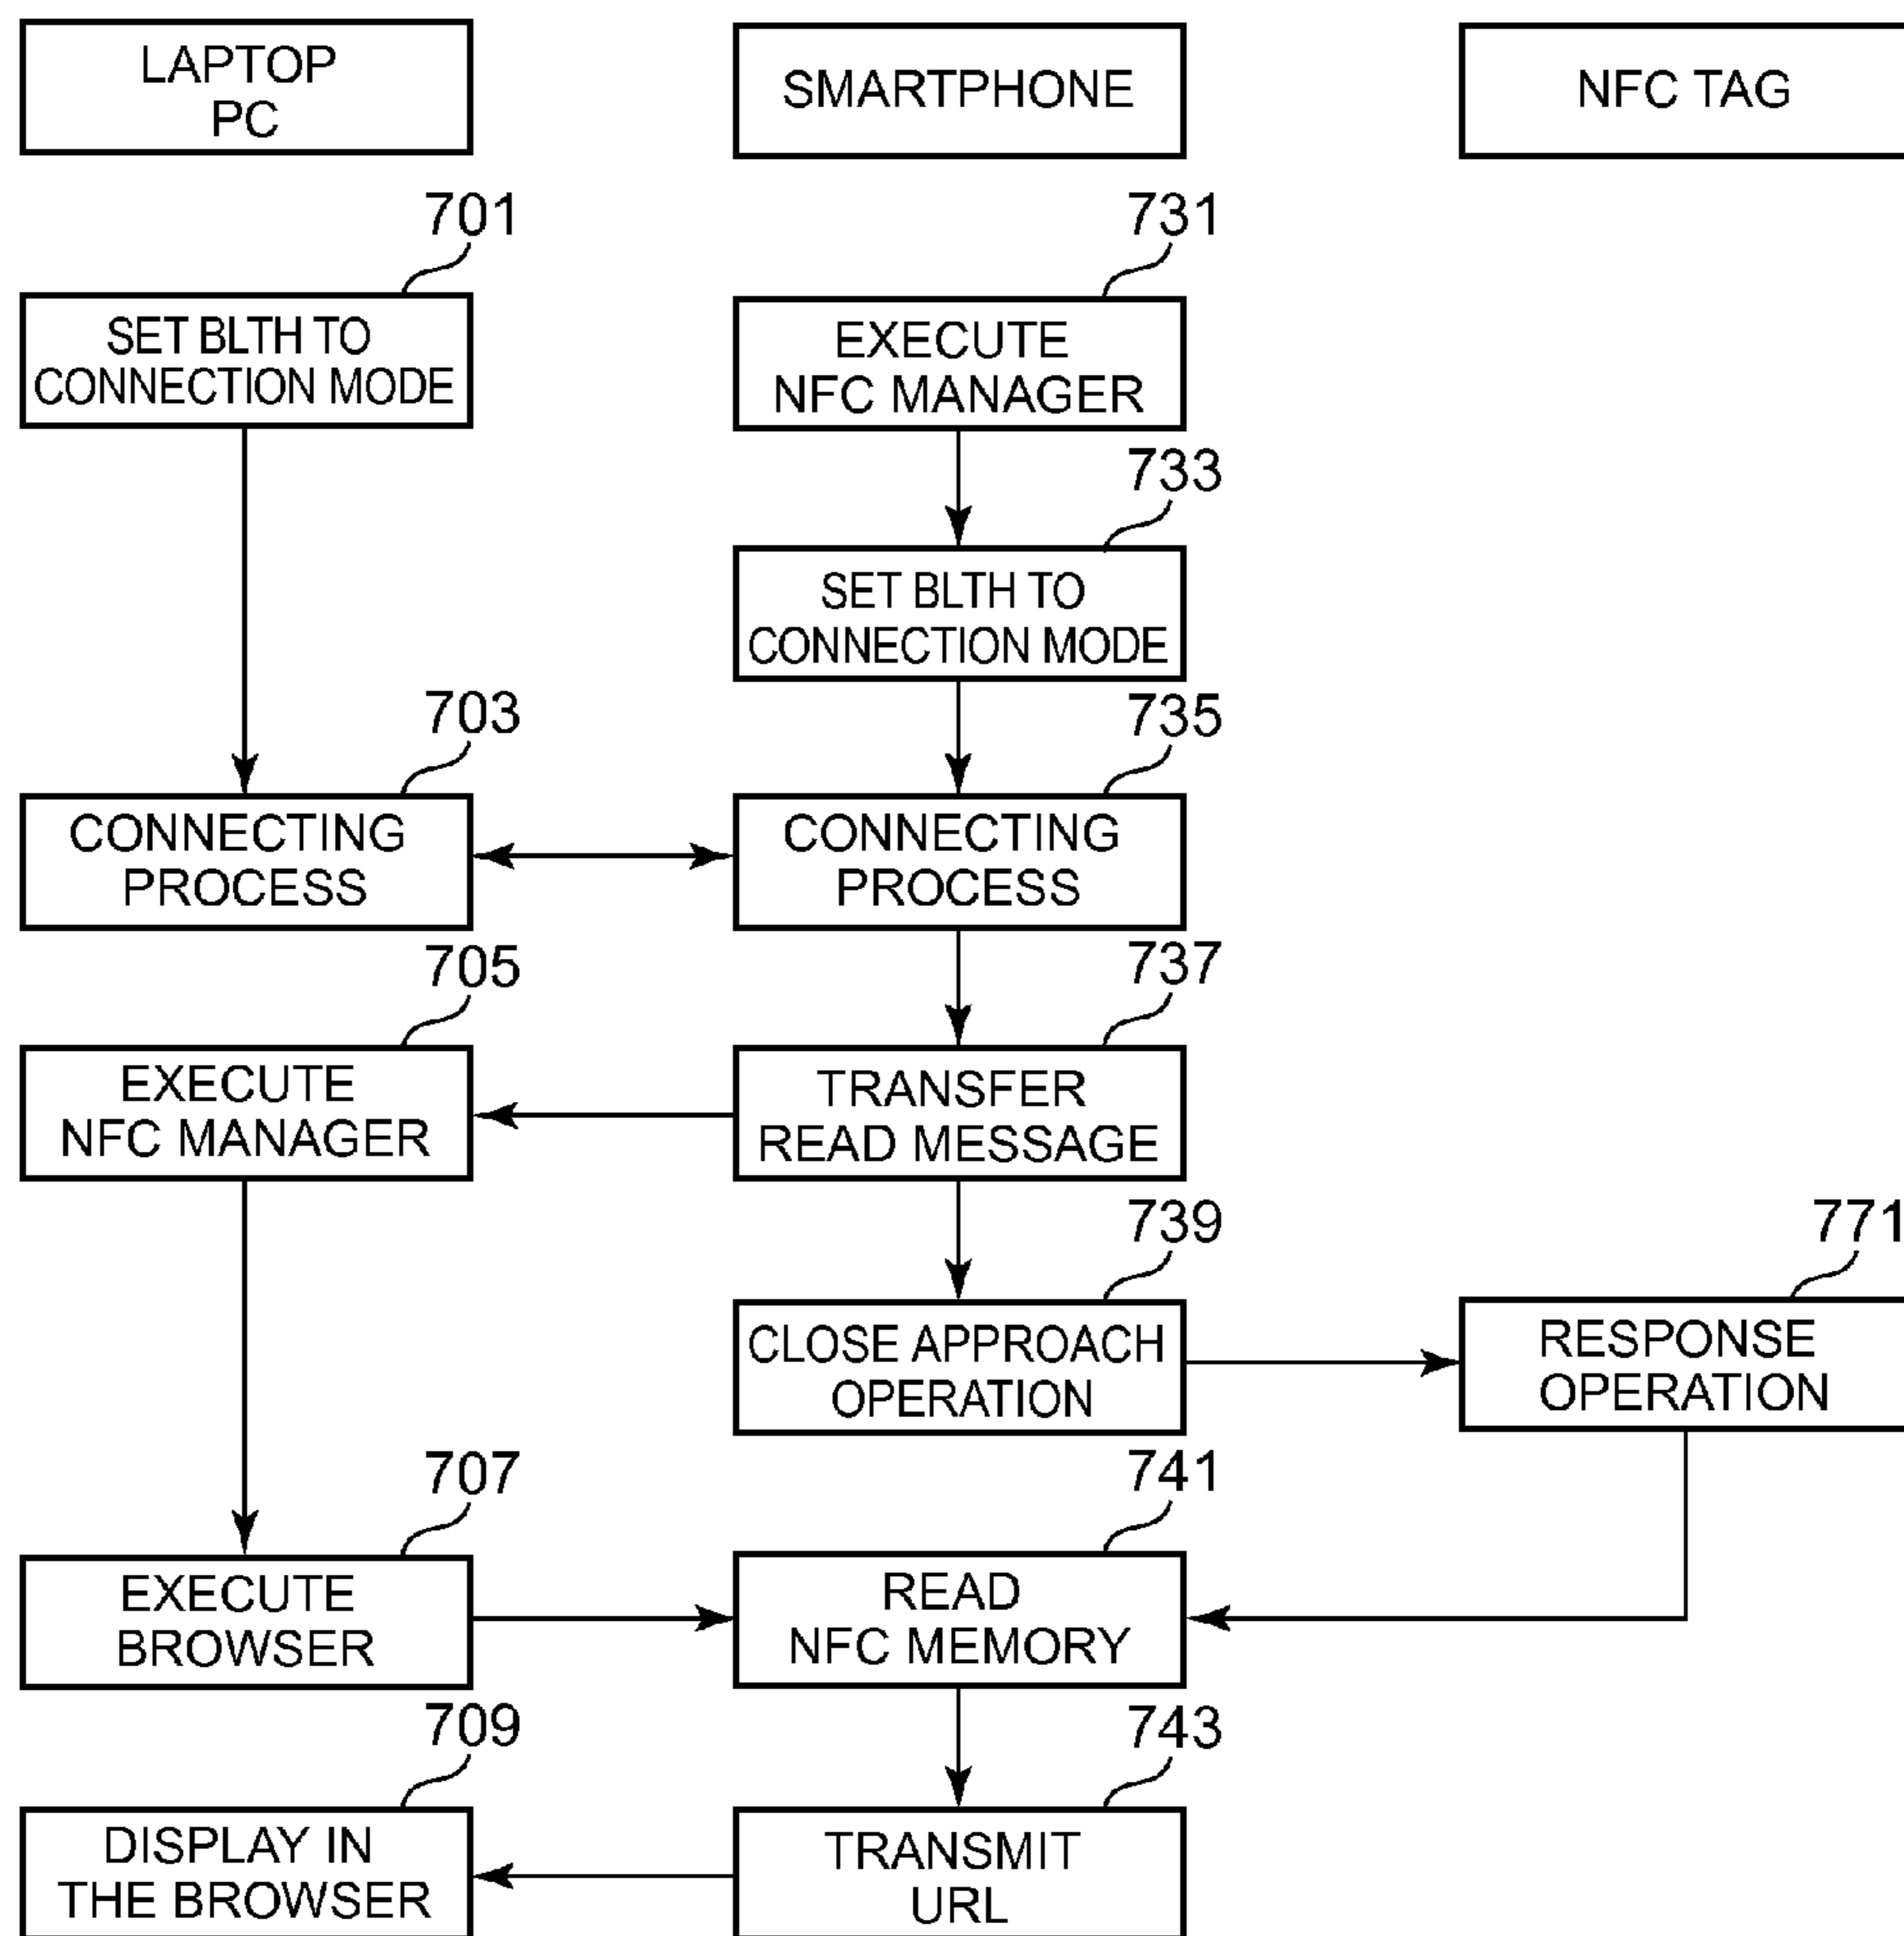 LAPTOP
PC
SMARTPHONE
NFC TAG
701
731
SET BLTH TO
CONNECTION MODE
EXECUTE
NFC MANAGER
733
SET BLTH TO
CONNECTION MODE
703
735
CONNECTING
PROCESS
CONNECTING
PROCESS
705
737
EXECUTE
NFC MANAGER
TRANSFER
READ MESSAGE
739
771
CLOSE APPROACH
OPERATION
RESPONSE
OPERATION
707
741
EXECUTE
BROWSER
READ
NFC MEMORY
709
743
DISPLAY IN
THE BROWSER
TRANSMIT
URL